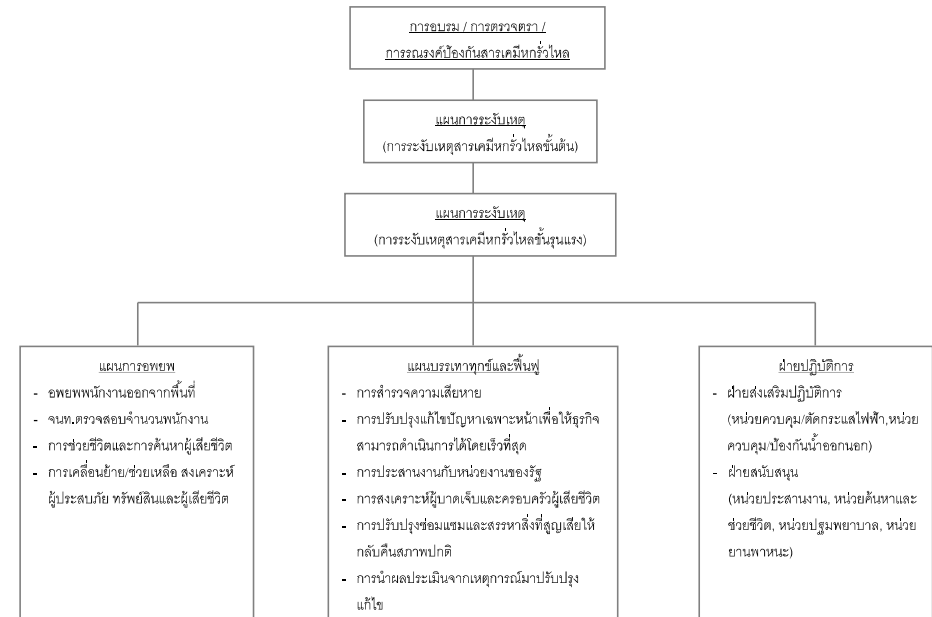 การอบรม / การตรวจตรา /
การรณรงค์ป้องกันสารเคมีหกรั่วไหล
แผนการระงับเหตุ
(การระงับเหตุสารเคมีหกรั่วไหลขั้นต้น)
แผนการระงับเหตุ
(การระงับเหตุสารเคมีหกรั่วไหลขั้นรุนแรง)
แผนการอพยพ
- อพยพพนักงานออกจากพื้นที่
- จนท.ตรวจสอบจำนวนพนักงาน
- การช่วยชีวิตและการค้นหาผู้เสียชีวิต
- การเคลื่อนย้าย/ช่วยเหลือ สงเคราะห์
ผู้ประสบภัย ทรัพย์สินและผู้เสียชีวิต
แผนบรรเทาทุกข์และฟื้นฟู
- การสำรวจความเสียหาย
- การปรับปรุงแก้ไขปัญหาเฉพาะหน้าเพื่อให้ธุรกิจ
สามารถดำเนินการได้โดยเร็วที่สุด
- การประสานงานกับหน่วยงานของรัฐ
- การสงเคราะห์ผู้บาดเจ็บและครอบครัวผู้เสียชีวิต
- การปรับปรุงซ่อมแซมและสรรหาสิ่งที่สูญเสียให้
กลับคืนสภาพปกติ
- การนำผลประเมินจากเหตุการณ์มาปรับปรุง
แก้ไข
ฝ่ายปฏิบัติการ
- ฝ่ายส่งเสริมปฏิบัติการ
(หน่วยควบคุม/ตัดกระแสไฟฟ้า,หน่วย
ควบคุม/ป้องกันน้ำออกนอก)
- ฝ่ายสนับสนุน
(หน่วยประสานงาน, หน่วยค้นหาและ
ช่วยชีวิต, หน่วยปฐมพยาบาล, หน่วย
ยานพาหนะ)